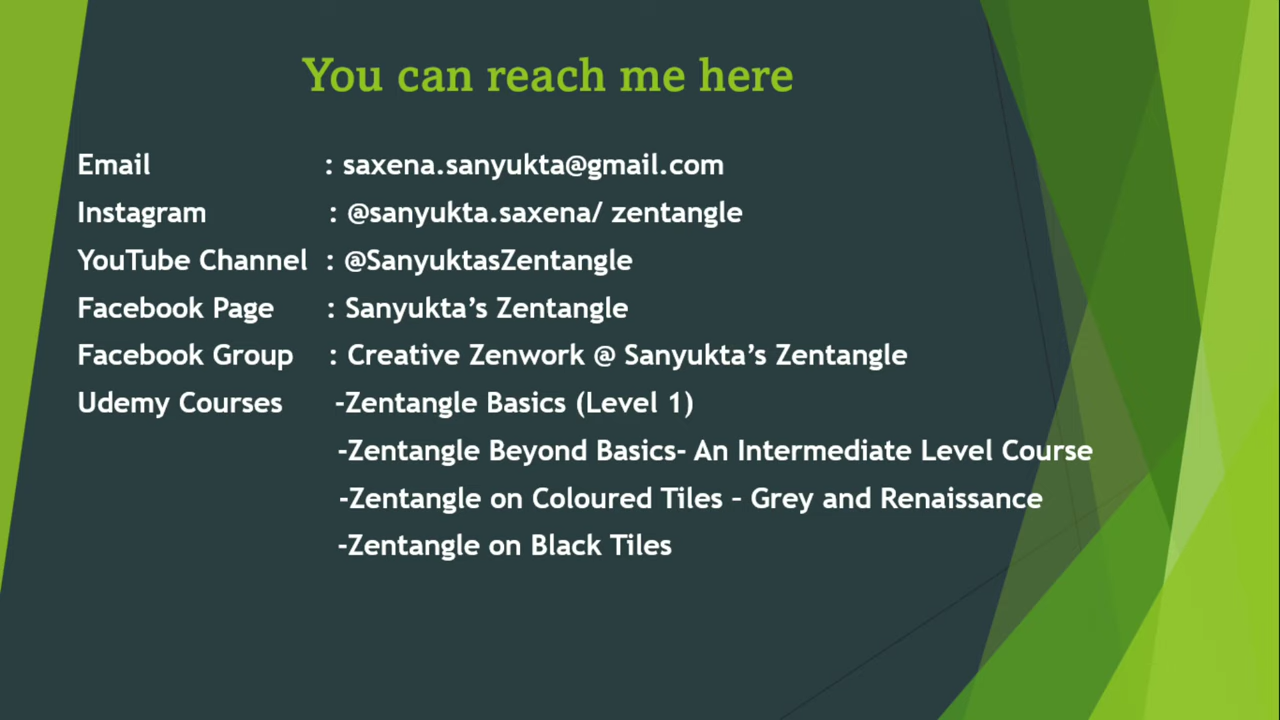 You can reach me here
Email : saxena.sanyukta@gmail.com
Instagram : @sanyukta.saxena/ zentangle
YouTube Channel : @SanyuktasZentangle
Facebook Page : Sanyukta’s Zentangle
Facebook Group : Creative Zenwork @ Sanyukta’s Zentangle
Udemy Courses -Zentangle Basics (Level 1)
-Zentangle Beyond Basics- An Intermediate Level Course
-Zentangle on Coloured Tiles – Grey and Renaissance
-Zentangle on Black Tiles